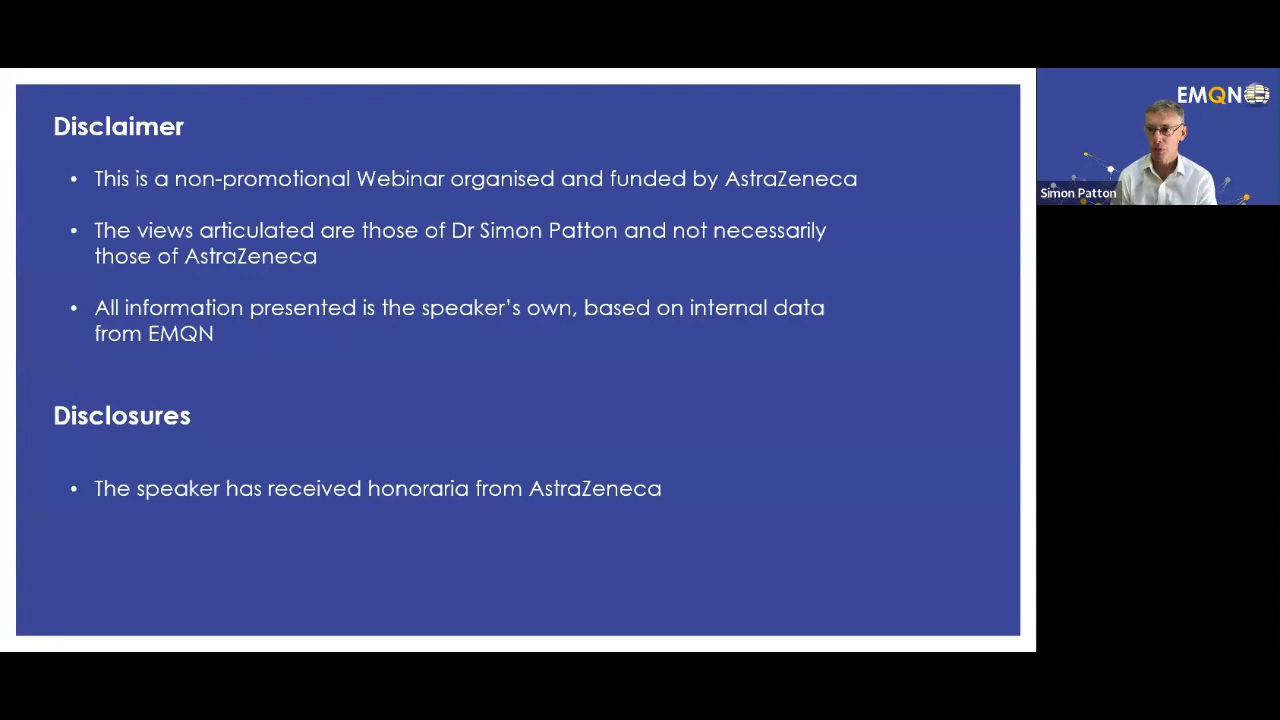 Disclaimer
• This is a non-promotional Webinar organised and funded by AstraZeneca
• The views articulated are those of Dr Simon Patton and not necessarily
those of AstraZeneca
• All information presented is the speaker’s own, based on internal data
from EMQN
Disclosures
• The speaker has received honoraria from AstraZeneca
EMQN
Simon Patton